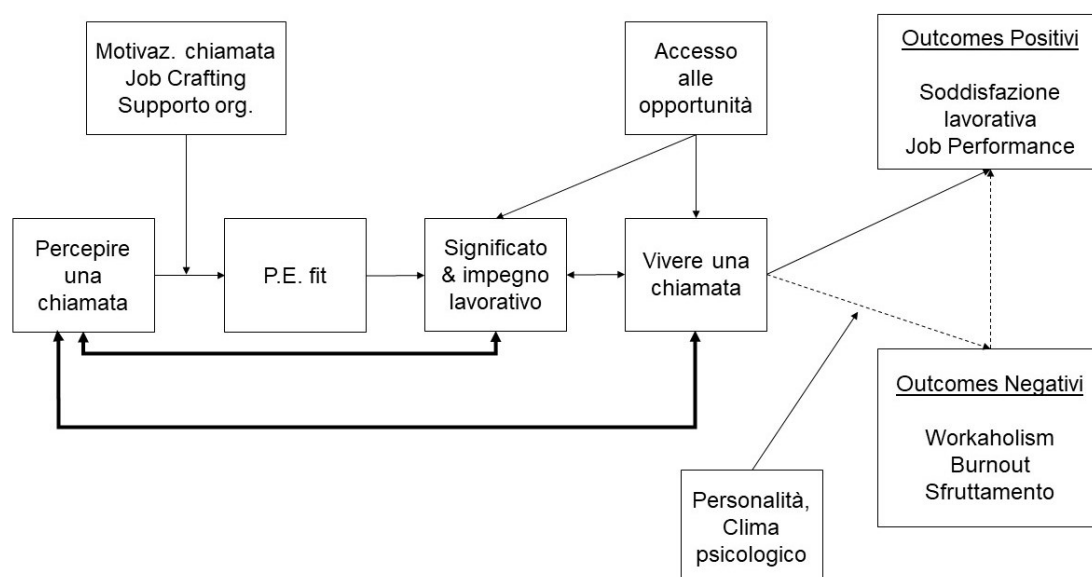 Motivaz. chiamata
Job Crafting
Supporto org.
Accesso
alle
opportunità
Outcomes Positivi
Soddisfazione
lavorativa
Job Performance
Percepire
una
chiamata
P.E. fit
Significato
& impegno
lavorativo
Vivere una
chiamata
Outcomes Negativi
Workaholism
Burnout
Sfruttamento
Personalità,
Clima
psicologico